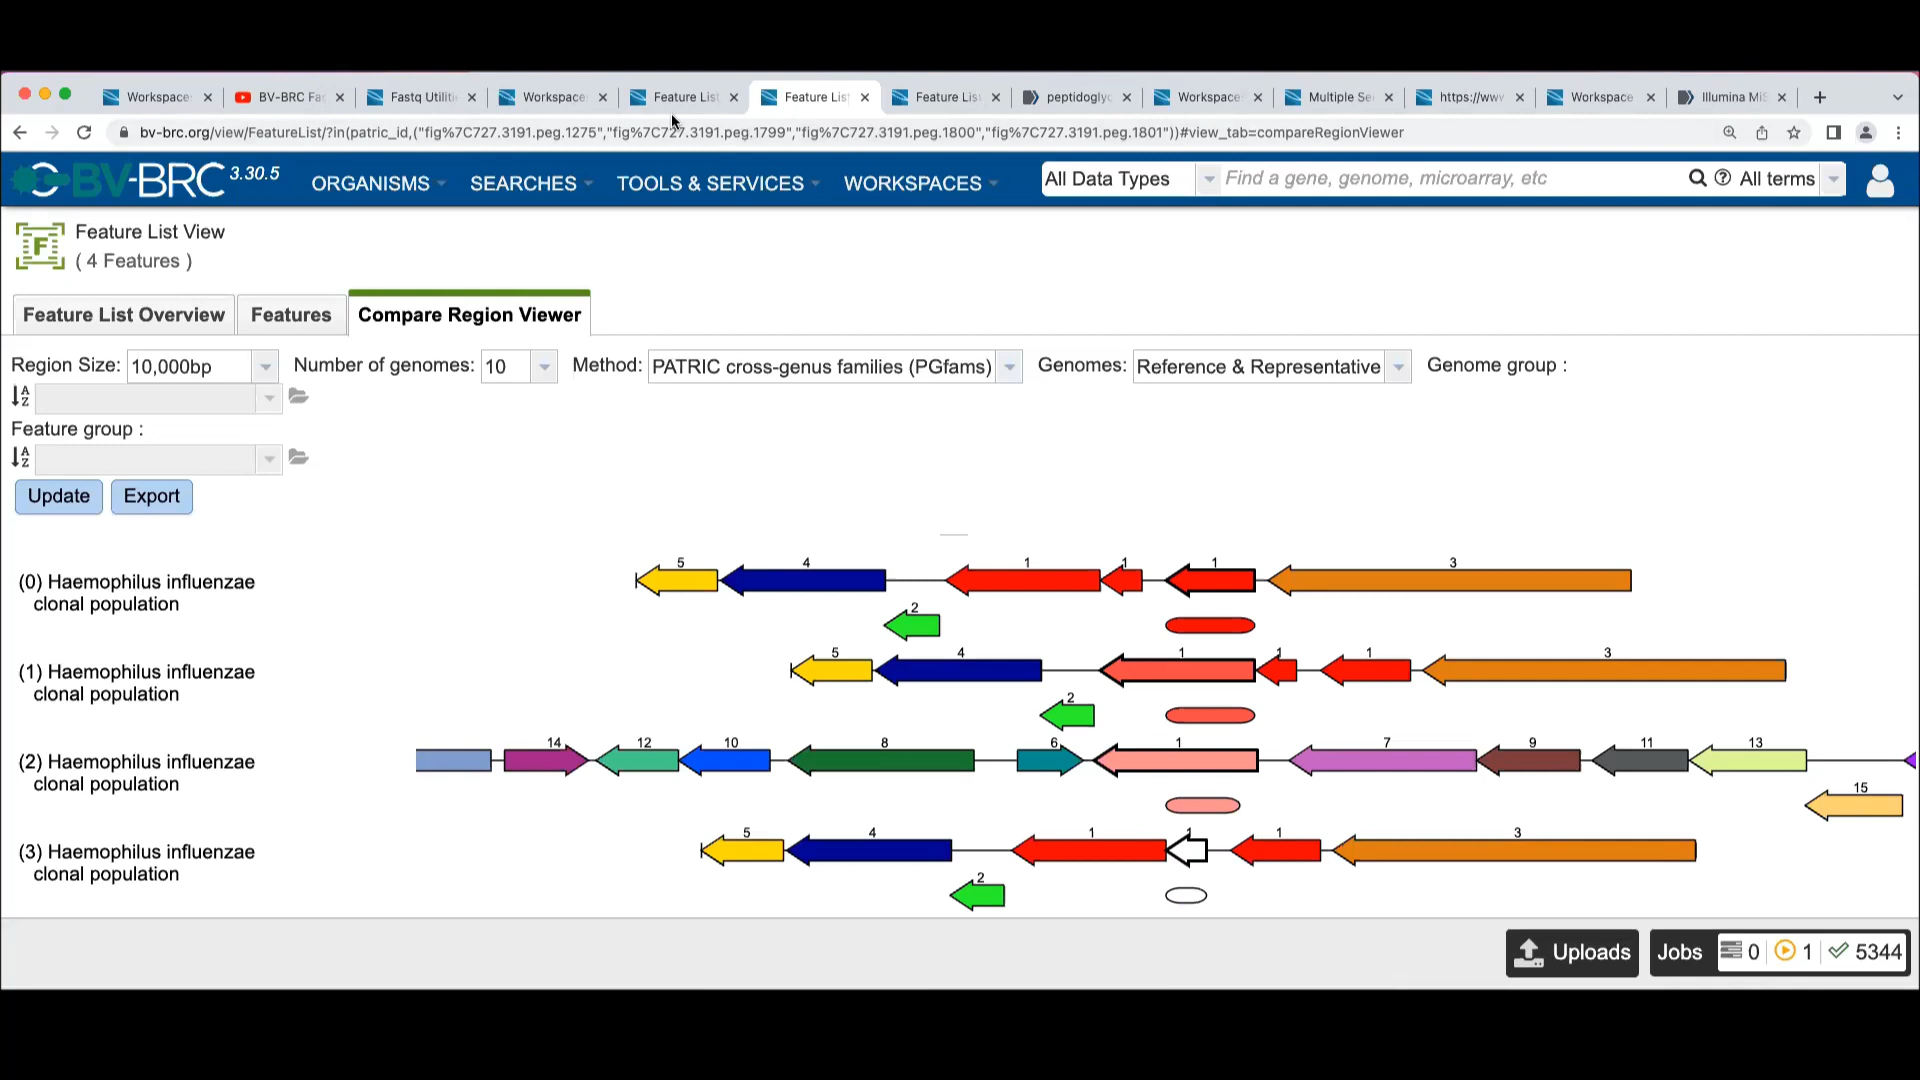 Workspace
BV-BRC Fa
Fastq Utiliti
Workspace
Feature List
Feature List
Feature List
peptidogly
Workspace
Multiple Se
https://www
Workspace
Illumina MiS
bv-brc.org/view/FeatureList/?in(patric_id,("fig%7C727.3191.peg.1275","fig%7C727.3191.peg.1799","fig%7C727.3191.peg.1800","fig%7C727.3191.peg.1801"))#view_tab=compareRegionViewer
BV-BRC 3.30.5 ORGANISMS SEARCHES TOOLS & SERVICES WORKSPACES All Data Types Find a gene, genome, microarray, etc All terms
Feature List View
( 4 Features )
Feature List Overview Features Compare Region Viewer
Region Size: 10,000bp Number of genomes: 10 Method: PATRIC cross-genus families (PGfams) Genomes: Reference & Representative Genome group :
Feature group :
Update Export
5 4 1 1 1 3
(0) Haemophilus influenzae
clonal population
2
5 4 1 1 1 3
(1) Haemophilus influenzae
clonal population
2
14 12 10 8 6 1 7 9 11 13
(2) Haemophilus influenzae
clonal population
15
5 4 1 1 1 3
(3) Haemophilus influenzae
clonal population
2
Uploads Jobs 0 1 5344